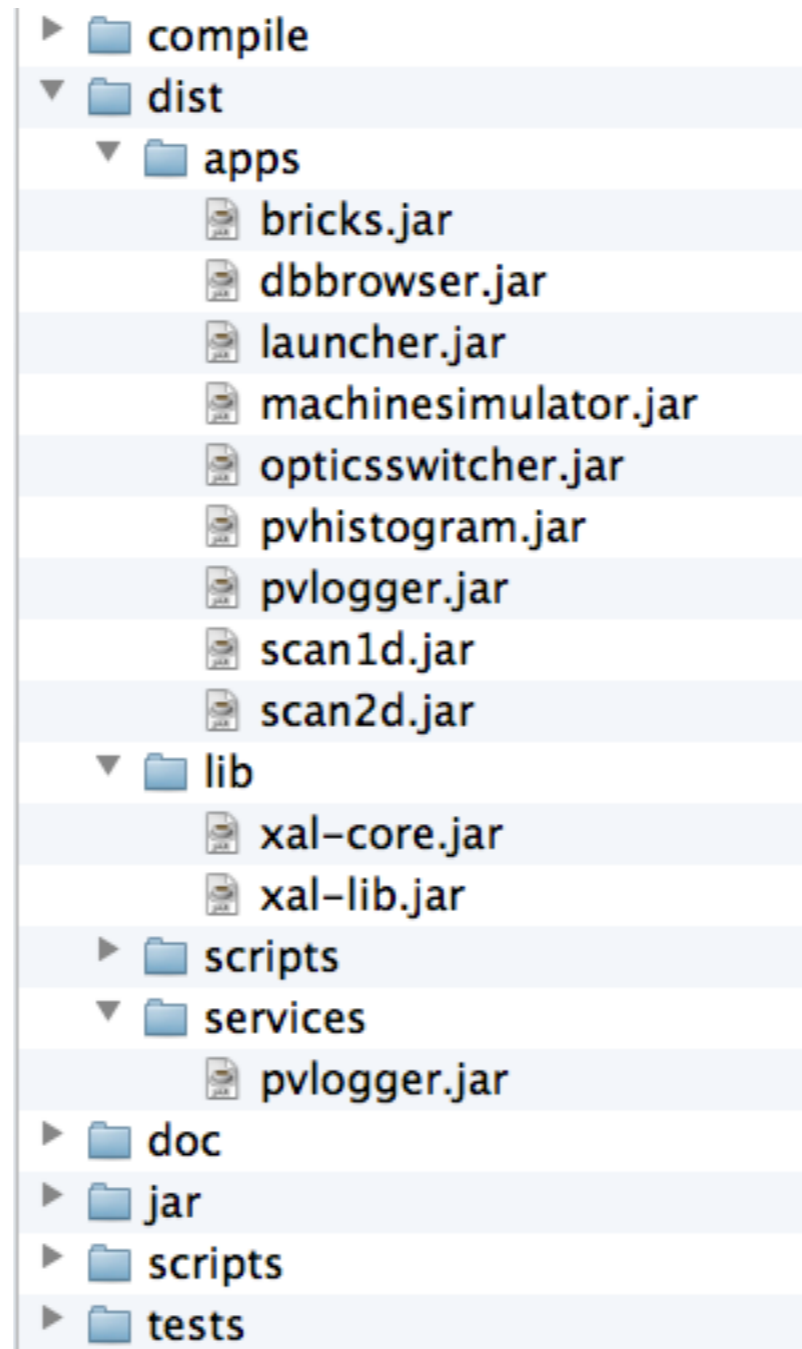 compile
dist
apps
bricks.jar
dbbrowser.jar
launcher.jar
machinesimulator.jar
opticsswitcher.jar
pvhistogram.jar
pvlogger.jar
scan1d.jar
scan2d.jar
lib
xal-core.jar
xal-lib.jar
scripts
services
pvlogger.jar
doc
jar
scripts
tests